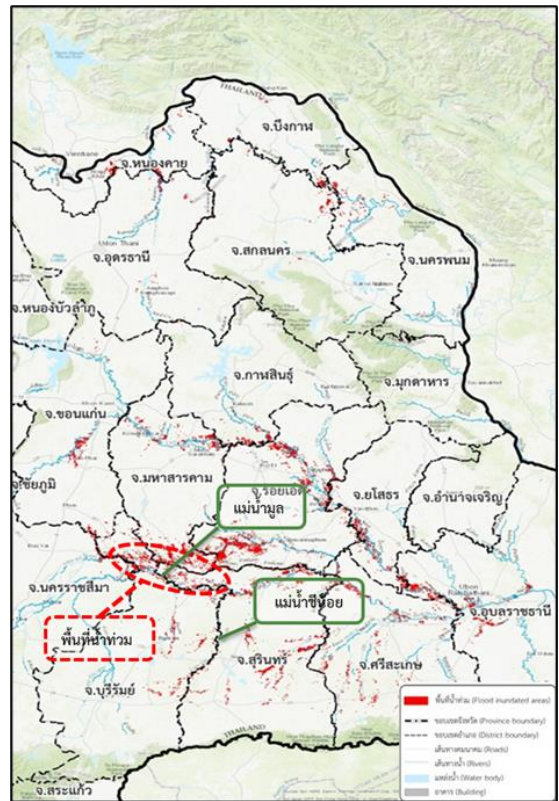 THAILAND
จ.บึงกาฬ
จ.หนองคาย
Vientiane
Udon Thani
จ.อุดรธานี
จ.สกลนคร
จ.นครพนม
จ.หนองบัวลำภู
จ.กาฬสินธุ์
จ.มุกดาหาร
Khon Kaen
จ.ขอนแก่น
จ.ชัยภูมิ
จ.มหาสารคาม
จ.ร้อยเอ็ด
จ.ยโสธร
จ.อำนาจเจริญ
แม่น้ำมูล
จ.นครราชสีมา
แม่น้ำชีน้อย
Ubon Ratchathani
จ.อุบลราชธานี
พื้นที่น้ำท่วม
จ.สุรินทร์
จ.ศรีสะเกษ
จ.บุรีรัมย์
THAILAND
จ.สระแก้ว
พื้นที่น้ำท่วม (Flood inundated areas)
ขอบเขตจังหวัด (Province boundary)
ขอบเขตอำเภอ (District boundary)
เส้นทางคมนาคม (Roads)
เส้นทางน้ำ (Rivers)
แหล่งน้ำ (Water body)
อาคาร (Building)